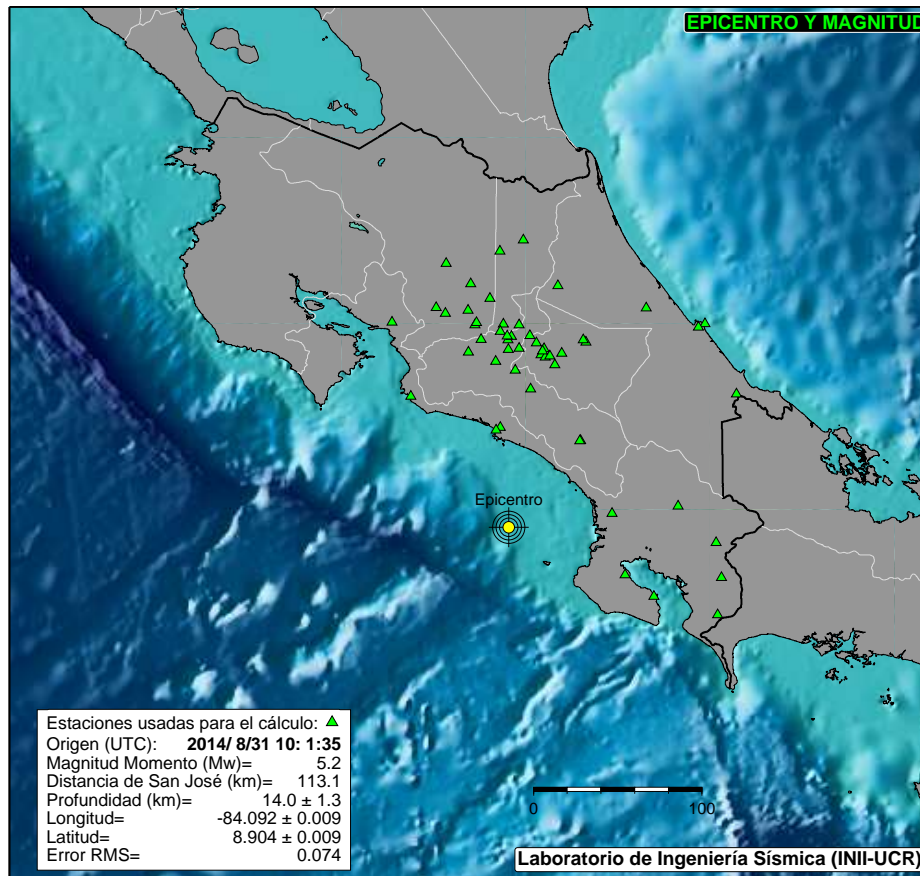 EPICENTRO Y MAGNITUD
Epicentro
Estaciones usadas para el cálculo:
Origen (UTC): 2014/ 8/31 10: 1:35
Magnitud Momento (Mw)= 5.2
Distancia de San José (km)= 113.1
Profundidad (km)= 14.0 ± 1.3
Longitud= -84.092 ± 0.009
Latitud= 8.904 ± 0.009
Error RMS= 0.074
0 100
Laboratorio de Ingeniería Sísmica (INII-UCR)